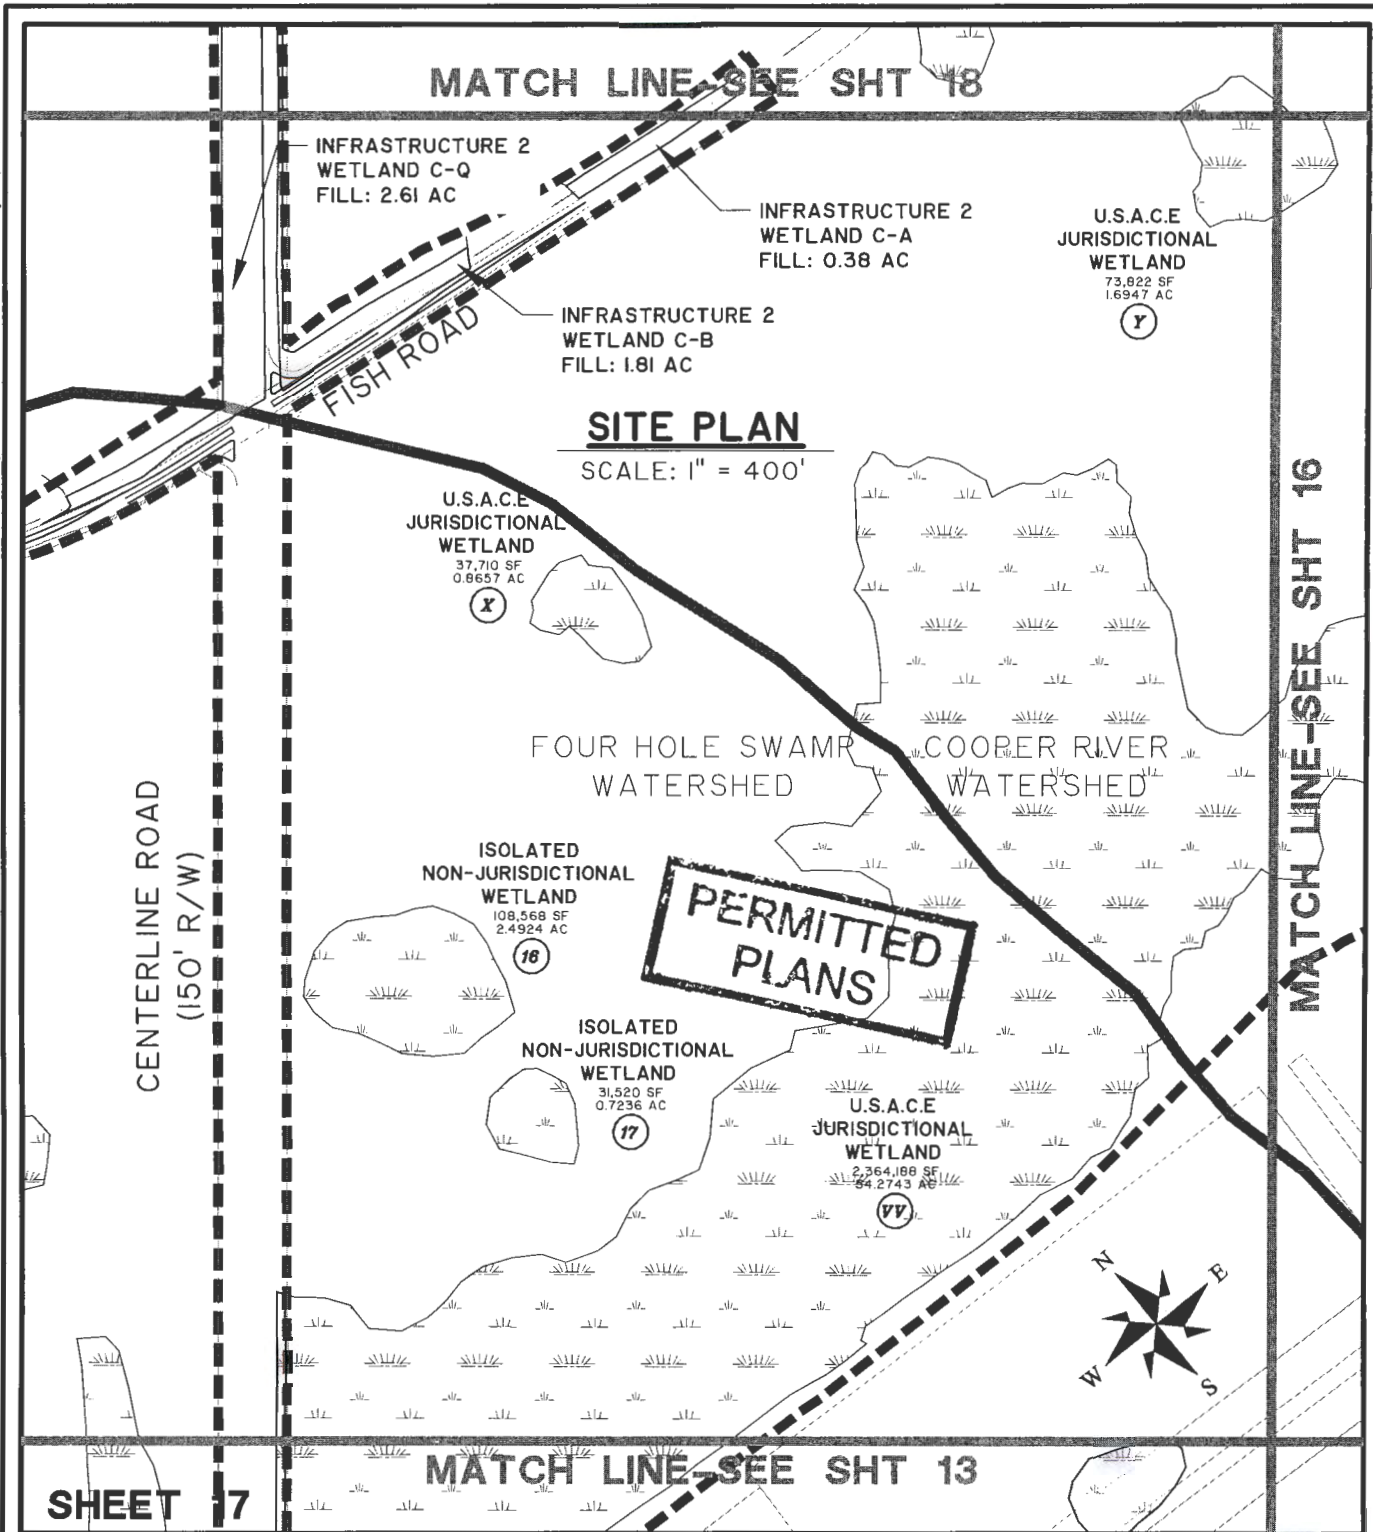 MATCH LINE-SEE SHT 18
INFRASTRUCTURE 2
WETLAND C-Q
FILL: 2.61 AC
INFRASTRUCTURE 2
WETLAND C-A
FILL: 0.38 AC
U.S.A.C.E
JURISDICTIONAL
WETLAND
73,822 SF
1.6947 AC
Y
INFRASTRUCTURE 2
WETLAND C-B
FILL: 1.81 AC
FISH ROAD
SITE PLAN
SCALE: 1" = 400'
U.S.A.C.E
JURISDICTIONAL
WETLAND
37,710 SF
0.8657 AC
X
MATCH LINE-SEE SHT 16
FOUR HOLE SWAMP
WATERSHED
COOPER RIVER
WATERSHED
CENTERLINE ROAD
(150' R/W)
ISOLATED
NON-JURISDICTIONAL
WETLAND
108,568 SF
2.4924 AC
16
PERMITTED
PLANS
ISOLATED
NON-JURISDICTIONAL
WETLAND
31,520 SF
0.7236 AC
17
U.S.A.C.E
JURISDICTIONAL
WETLAND
2,364,188 SF
54.2743 AC
VV
N
E
W
S
MATCH LINE-SEE SHT 13
SHEET 17